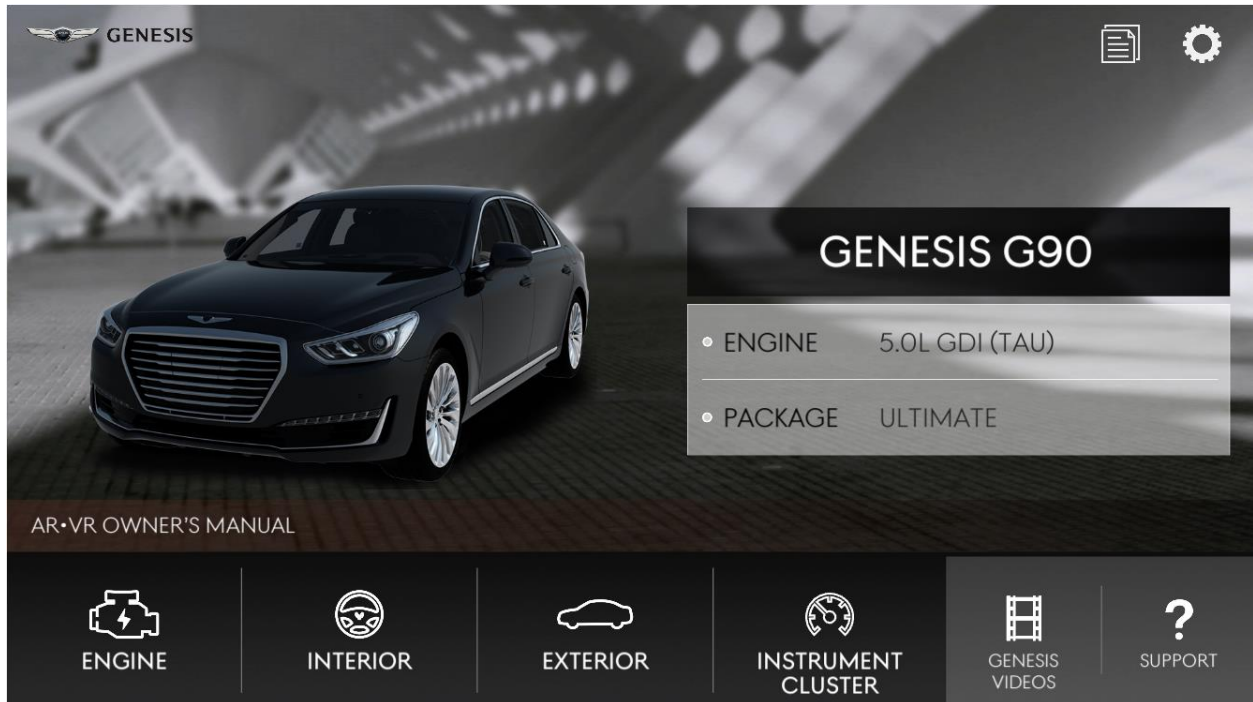 GENESIS
GENESIS G90
ENGINE 5.0L GDI (TAU)
PACKAGE ULTIMATE
AR•VR OWNER'S MANUAL
ENGINE
INTERIOR
EXTERIOR
INSTRUMENT
CLUSTER
GENESIS
VIDEOS
?
SUPPORT